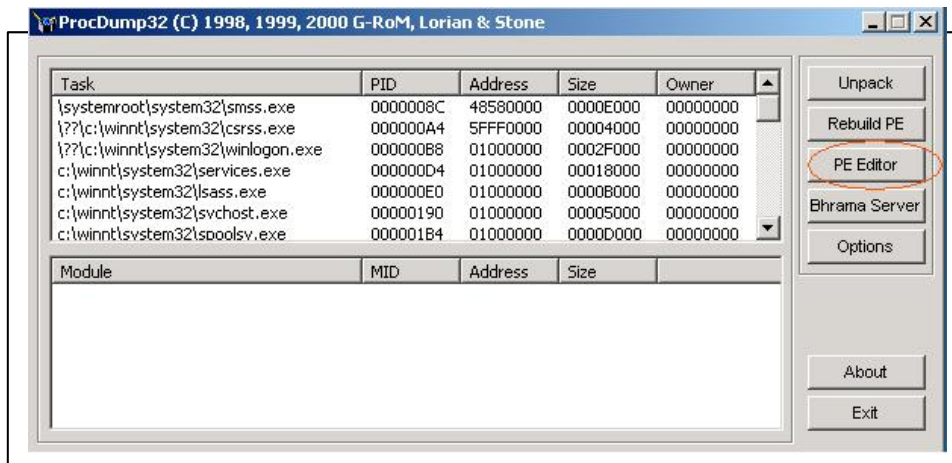 ProcDump32 (C) 1998, 1999, 2000 G-RoM, Lorian & Stone
Task PID Address Size Owner
\systemroot\system32\smss.exe 0000008C 48580000 0000E000 00000000
\??\c:\winnt\system32\csrss.exe 000000A4 5FFF0000 00004000 00000000
\??\c:\winnt\system32\winlogon.exe 000000B8 01000000 0002F000 00000000
c:\winnt\system32\services.exe 000000D4 01000000 00018000 00000000
c:\winnt\system32\lsass.exe 000000E0 01000000 0000B000 00000000
c:\winnt\system32\svchost.exe 00000190 01000000 00005000 00000000
c:\winnt\system32\spoolsv.exe 000001B4 01000000 0000D000 00000000
Module MID Address Size
Unpack
Rebuild PE
PE Editor
Bhrama Server
Options
About
Exit